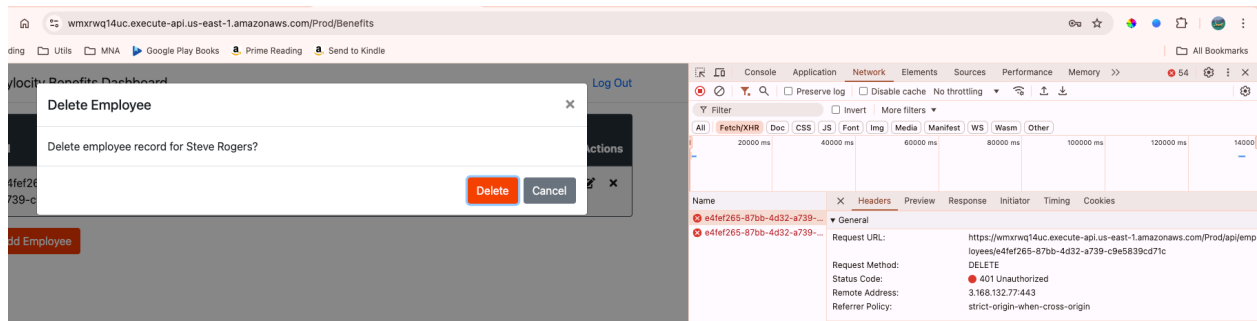 wmxrwq14uc.execute-api.us-east-1.amazonaws.com/Prod/Benefits
ding Utils MNA Google Play Books Prime Reading Send to Kindle All Bookmarks
ylocity Benefits Dashboard Log Out
Delete Employee ×
Delete employee record for Steve Rogers?
Delete Cancel
Actions
4fef26
739-c
dd Employee
Console Application Network Elements Sources Performance Memory 54
Preserve log Disable cache No throttling
Filter Invert More filters
All Fetch/XHR Doc CSS JS Font Img Media Manifest WS Wasm Other
20000 ms 40000 ms 60000 ms 80000 ms 100000 ms 120000 ms 14000
Name × Headers Preview Response Initiator Timing Cookies
e4fef265-87bb-4d32-a739-...
e4fef265-87bb-4d32-a739-...
General
Request URL: https://wmxrwq14uc.execute-api.us-east-1.amazonaws.com/Prod/api/emp
loyees/e4fef265-87bb-4d32-a739-c9e5839cd71c
Request Method: DELETE
Status Code: 401 Unauthorized
Remote Address: 3.168.132.77:443
Referrer Policy: strict-origin-when-cross-origin